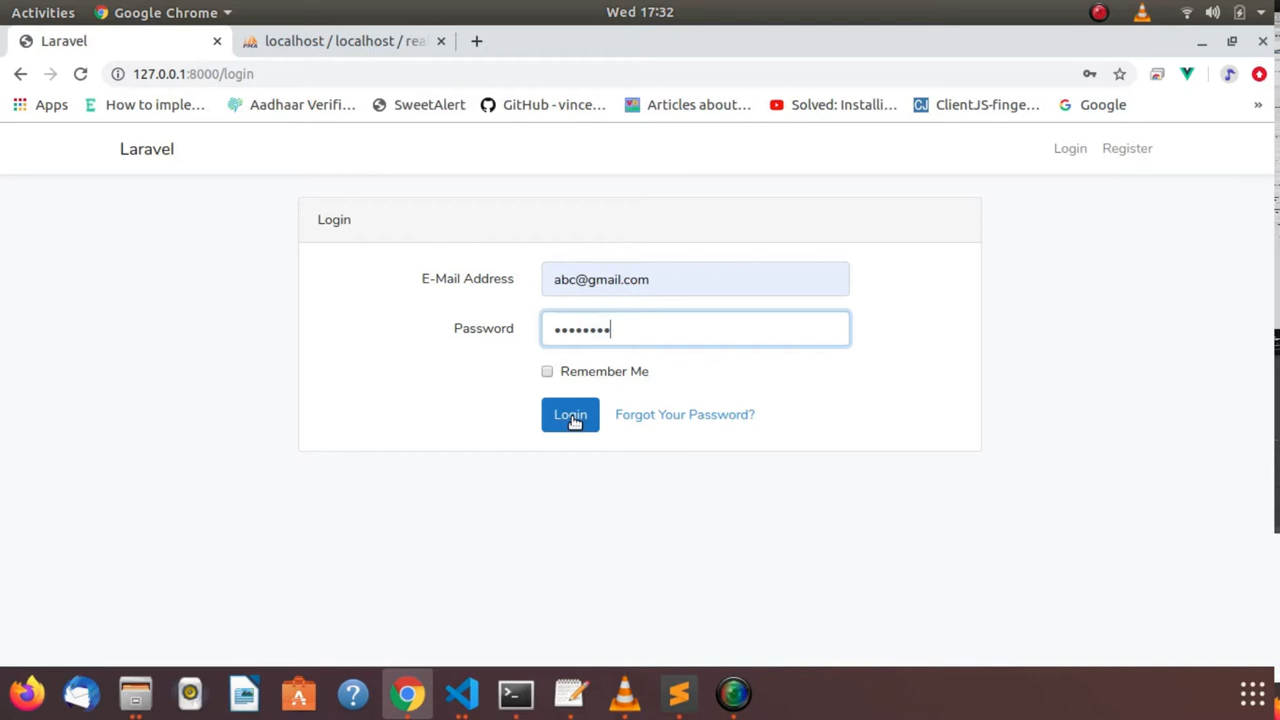 Activities Google Chrome Wed 17:32
Laravel localhost / localhost / rea
127.0.0.1:8000/login
Apps How to imple… Aadhaar Verifi… SweetAlert GitHub - vince… Articles about… Solved: Installi… ClientJS-finge… Google »
Laravel Login Register
Login
E-Mail Address abc@gmail.com
Password ••••••••
Remember Me
Login Forgot Your Password?